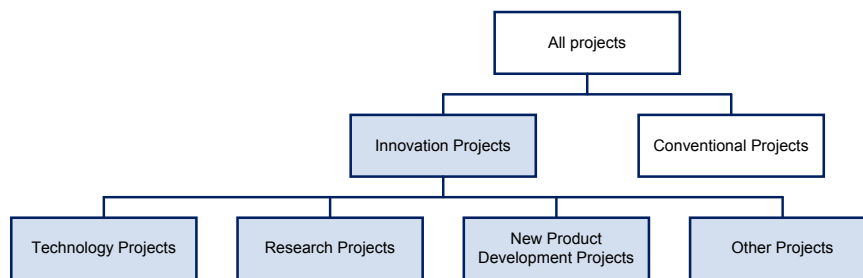 All projects
Innovation Projects
Conventional Projects
Technology Projects
Research Projects
New Product
Development Projects
Other Projects